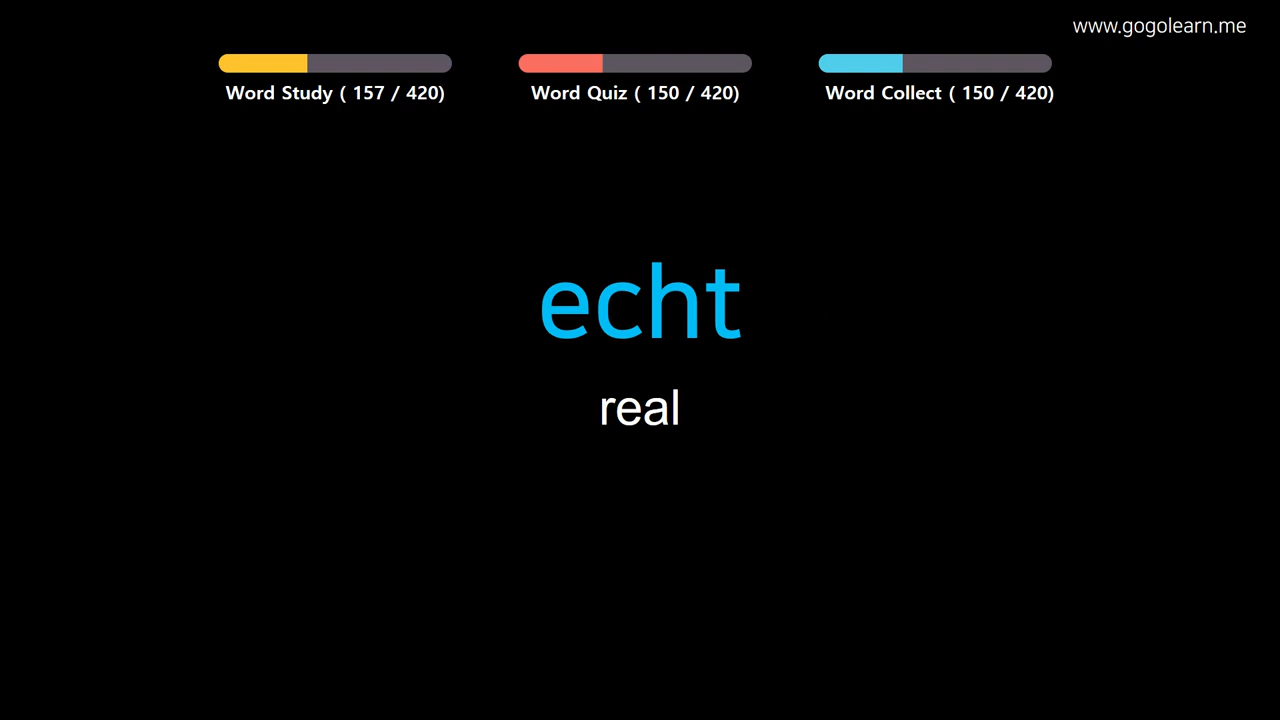 www.gogolearn.me
Word Study ( 157 / 420)
Word Quiz ( 150 / 420)
Word Collect ( 150 / 420)
echt
real